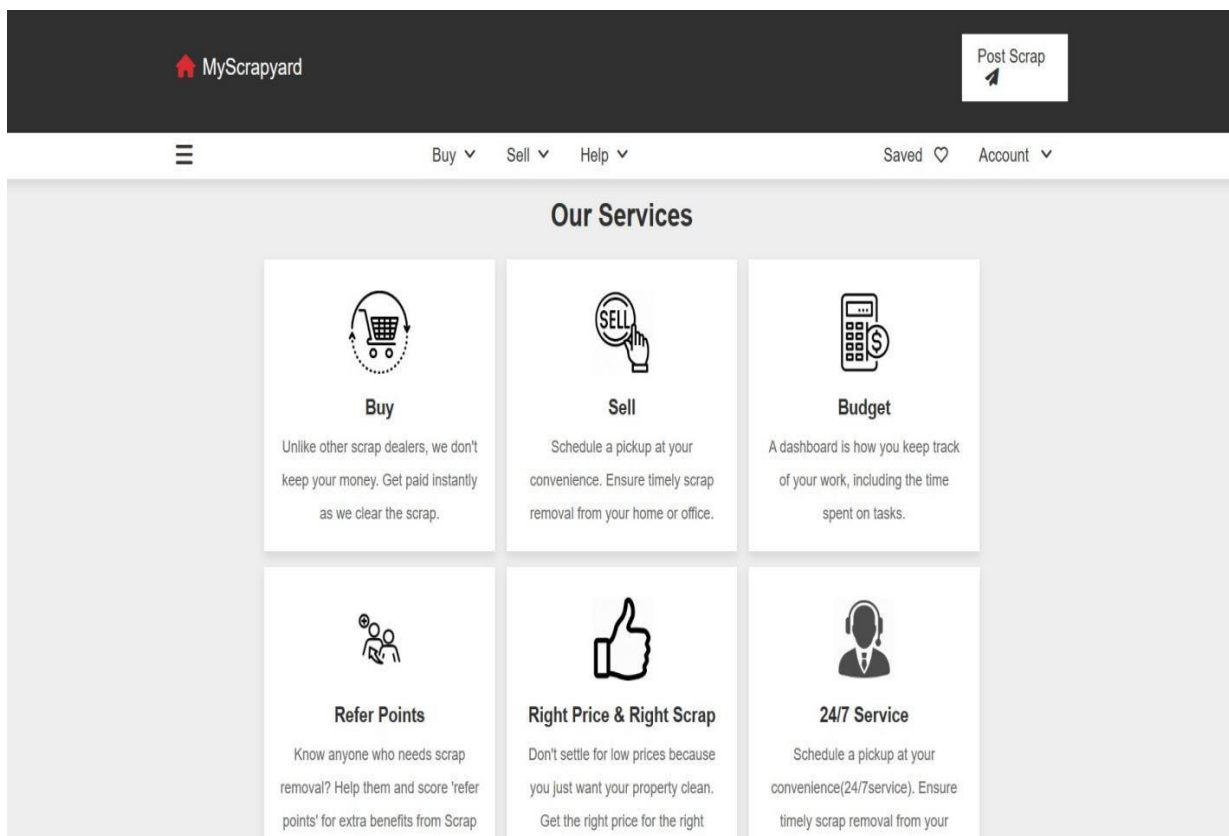 MyScrapyard
Post Scrap
Buy
Sell
Help
Saved
Account
Our Services
SELL
Buy
Unlike other scrap dealers, we don't
keep your money. Get paid instantly
as we clear the scrap.
Sell
Schedule a pickup at your
convenience. Ensure timely scrap
removal from your home or office.
Budget
A dashboard is how you keep track
of your work, including the time
spent on tasks.
Refer Points
Know anyone who needs scrap
removal? Help them and score 'refer
points' for extra benefits from Scrap
Right Price & Right Scrap
Don't settle for low prices because
you just want your property clean.
Get the right price for the right
24/7 Service
Schedule a pickup at your
convenience(24/7service). Ensure
timely scrap removal from your